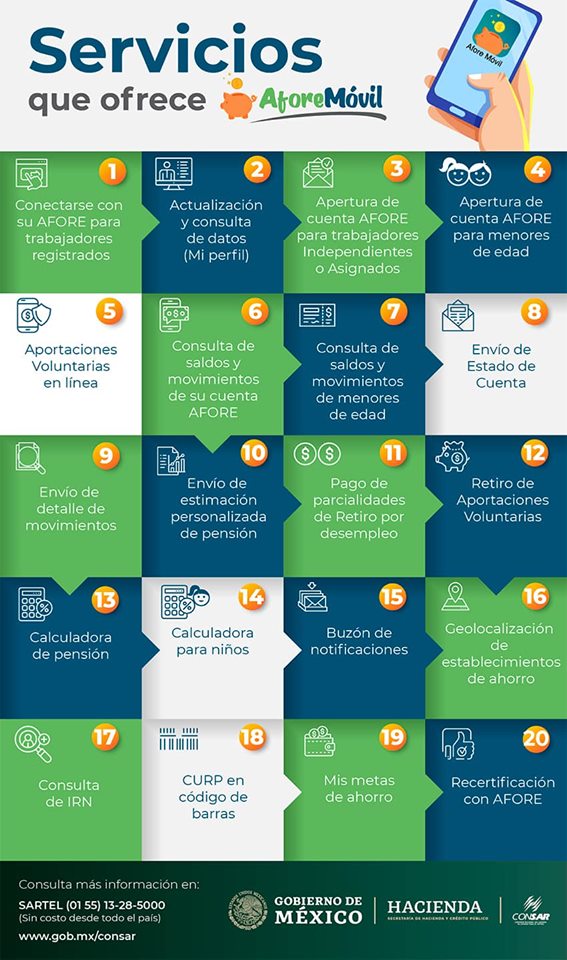 Servicios
que ofrece AforeMóvil
Afore Móvil
1
Conectarse con
su AFORE para
trabajadores
registrados
2
Actualización
y consulta
de datos
(Mi perfil)
3
Apertura de
cuenta AFORE
para trabajadores
Independientes
o Asignados
4
Apertura de
cuenta AFORE
para menores
de edad
5
Aportaciones
Voluntarias
en línea
6
Consulta de
saldos y
movimientos
de su cuenta
AFORE
7
Consulta de
saldos y
movimientos
de menores
de edad
8
Envío de
Estado de
Cuenta
9
Envío de
detalle de
movimientos
10
Envío de
estimación
personalizada
de pensión
11
Pago de
parcialidades
de Retiro por
desempleo
12
Retiro de
Aportaciones
Voluntarias
13
Calculadora
de pensión
14
Calculadora
para niños
15
Buzón de
notificaciones
16
Geolocalización
de
establecimientos
de ahorro
17
Consulta
de IRN
18
CURP en
código de
barras
19
Mis metas
de ahorro
20
Recertificación
con AFORE
Consulta más información en:
SARTEL (01 55) 13-28-5000
(Sin costo desde todo el país)
www.gob.mx/consar
GOBIERNO DE
MÉXICO
HACIENDA
SECRETARÍA DE HACIENDA Y CRÉDITO PÚBLICO
CONSAR